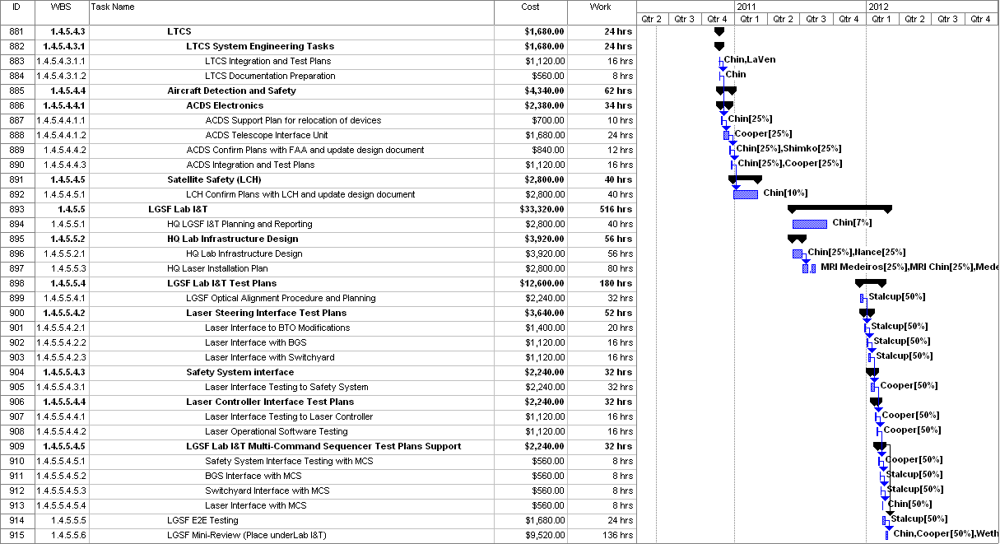 ID WBS Task Name Cost Work 2011 2012
Qtr 2 Qtr 3 Qtr 4 Qtr 1 Qtr 2 Qtr 3 Qtr 4 Qtr 1 Qtr 2 Qtr 3 Qtr 4
881 1.4.5.4.3 LTCS $1,680.00 24 hrs
882 1.4.5.4.3.1 LTCS System Engineering Tasks $1,680.00 24 hrs
883 1.4.5.4.3.1.1 LTCS Integration and Test Plans $1,120.00 16 hrs Chin,LaVen
884 1.4.5.4.3.1.2 LTCS Documentation Preparation $560.00 8 hrs Chin
885 1.4.5.4.4 Aircraft Detection and Safety $4,340.00 62 hrs
886 1.4.5.4.4.1 ACDS Electronics $2,380.00 34 hrs
887 1.4.5.4.4.1.1 ACDS Support Plan for relocation of devices $700.00 10 hrs Chin[25%]
888 1.4.5.4.4.1.2 ACDS Telescope Interface Unit $1,680.00 24 hrs Cooper[25%]
889 1.4.5.4.4.2 ACDS Confirm Plans with FAA and update design document $840.00 12 hrs Chin[25%],Shimko[25%]
890 1.4.5.4.4.3 ACDS Integration and Test Plans $1,120.00 16 hrs Chin[25%],Cooper[25%]
891 1.4.5.4.5 Satellite Safety (LCH) $2,800.00 40 hrs
892 1.4.5.4.5.1 LCH Confirm Plans with LCH and update design document $2,800.00 40 hrs Chin[10%]
893 1.4.5.5 LGSF Lab I&T $33,320.00 516 hrs
894 1.4.5.5.1 HQ LGSF I&T Planning and Reporting $2,800.00 40 hrs Chin[7%]
895 1.4.5.5.2 HQ Lab Infrastructure Design $3,920.00 56 hrs
896 1.4.5.5.2.1 HQ Lab Infrastructure Design $3,920.00 56 hrs Chin[25%],Nance[25%]
897 1.4.5.5.3 HQ Laser Installation Plan $2,800.00 80 hrs MRI Medeiros[25%],MRI Chin[25%],Mede
898 1.4.5.5.4 LGSF Lab I&T Test Plans $12,600.00 180 hrs
899 1.4.5.5.4.1 LGSF Optical Alignment Procedure and Planning $2,240.00 32 hrs Stalcup[50%]
900 1.4.5.5.4.2 Laser Steering Interface Test Plans $3,640.00 52 hrs
901 1.4.5.5.4.2.1 Laser Interface to BTO Modifications $1,400.00 20 hrs Stalcup[50%]
902 1.4.5.5.4.2.2 Laser Interface with BGS $1,120.00 16 hrs Stalcup[50%]
903 1.4.5.5.4.2.3 Laser Interface with Switchyard $1,120.00 16 hrs Stalcup[50%]
904 1.4.5.5.4.3 Safety System interface $2,240.00 32 hrs
905 1.4.5.5.4.3.1 Laser Interface Testing to Safety System $2,240.00 32 hrs Cooper[50%]
906 1.4.5.5.4.4 Laser Controller Interface Test Plans $2,240.00 32 hrs
907 1.4.5.5.4.4.1 Laser Interface Testing to Laser Controller $1,120.00 16 hrs Cooper[50%]
908 1.4.5.5.4.4.2 Laser Operational Software Testing $1,120.00 16 hrs Cooper[50%]
909 1.4.5.5.4.5 LGSF Lab I&T Multi-Command Sequencer Test Plans Support $2,240.00 32 hrs
910 1.4.5.5.4.5.1 Safety System Interface Testing with MCS $560.00 8 hrs Cooper[50%]
911 1.4.5.5.4.5.2 BGS Interface with MCS $560.00 8 hrs Stalcup[50%]
912 1.4.5.5.4.5.3 Switchyard Interface with MCS $560.00 8 hrs Stalcup[50%]
913 1.4.5.5.4.5.4 Laser Interface with MCS $560.00 8 hrs Chin[50%]
914 1.4.5.5.5 LGSF E2E Testing $1,680.00 24 hrs Stalcup[50%]
915 1.4.5.5.6 LGSF Mini-Review (Place underLab I&T) $9,520.00 136 hrs Chin,Cooper[50%],Weth